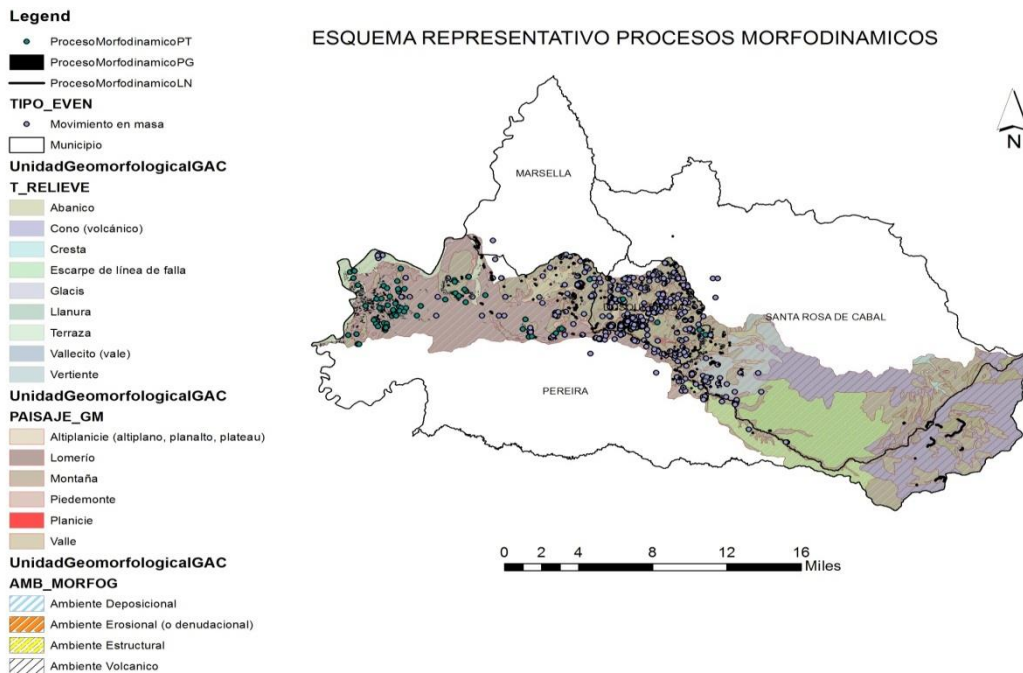 Legend
ProcesoMorfodinamicoPT
ProcesoMorfodinamicoPG
ProcesoMorfodinamicoLN
TIPO_EVEN
Movimiento en masa
Municipio
UnidadGeomorfologicalGAC
T_RELIEVE
Abanico
Cono (volcánico)
Cresta
Escarpe de línea de falla
Glacis
Llanura
Terraza
Vallecito (vale)
Vertiente
UnidadGeomorfologicalGAC
PAISAJE_GM
Altiplanicie (altiplano, planalto, plateau)
Lomerío
Montaña
Piedemonte
Planicie
Valle
UnidadGeomorfologicalGAC
AMB_MORFOG
Ambiente Deposicional
Ambiente Erosional (o denudacional)
Ambiente Estructural
Ambiente Volcanico
ESQUEMA REPRESENTATIVO PROCESOS MORFODINAMICOS
N
MARSELLA
SANTA ROSA DE CABAL
PEREIRA
0 2 4 8 12 16
Miles